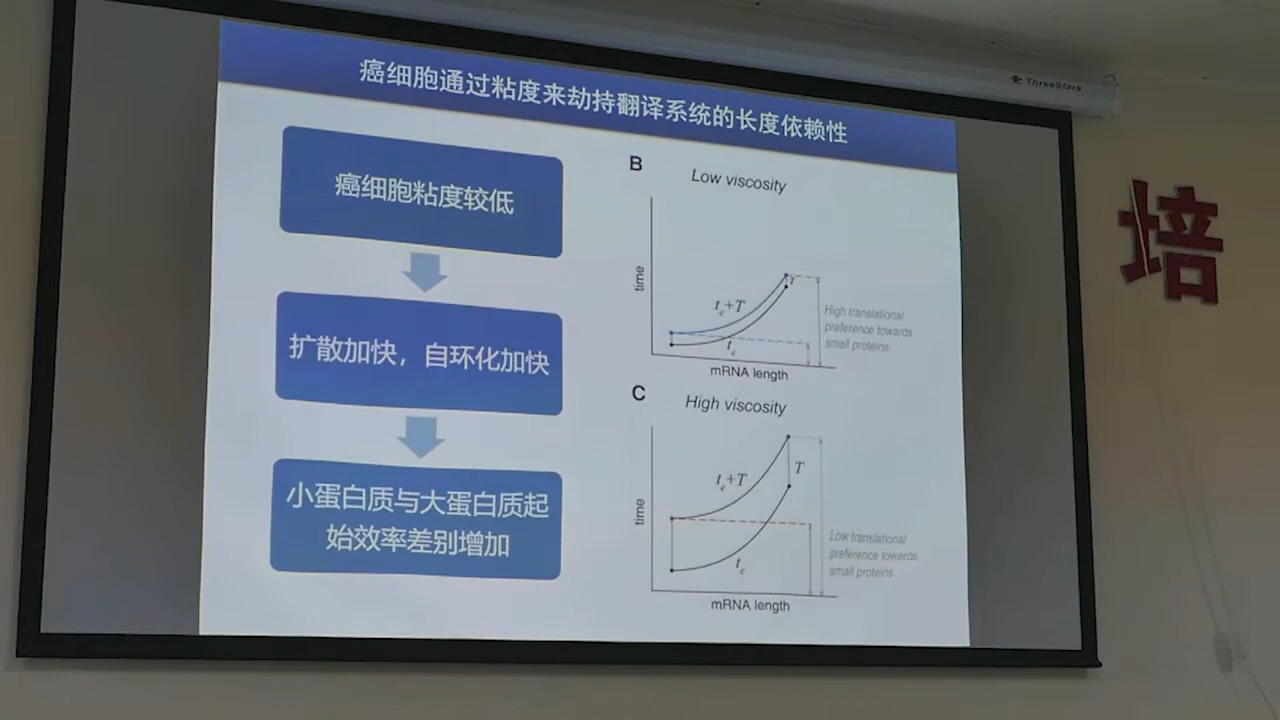 ThreeStars
癌细胞通过粘度来劫持翻译系统的长度依赖性
癌细胞粘度较低
扩散加快，自环化加快
小蛋白质与大蛋白质起
始效率差别增加
B
Low viscosity
time
t_c+T
T
t_c
mRNA length
High translational
preference towards
small proteins
C
High viscosity
time
t_c+T
T
t_c
mRNA length
Low translational
preference towards
small proteins
培